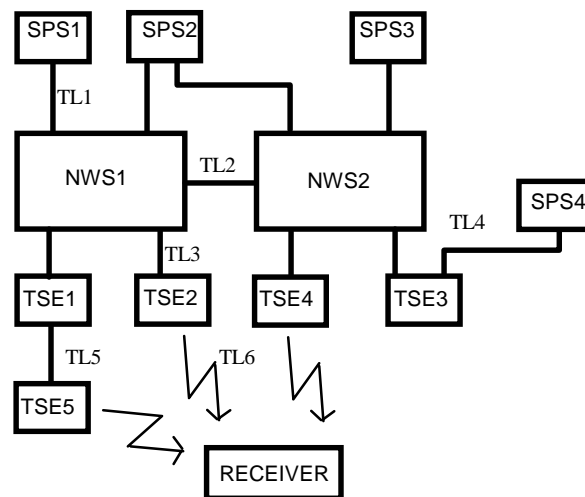 SPS1
SPS2
SPS3
TL1
NWS1
TL2
NWS2
SPS4
TL4
TL3
TSE1
TSE2
TSE4
TSE3
TL5
TL6
TSE5
RECEIVER